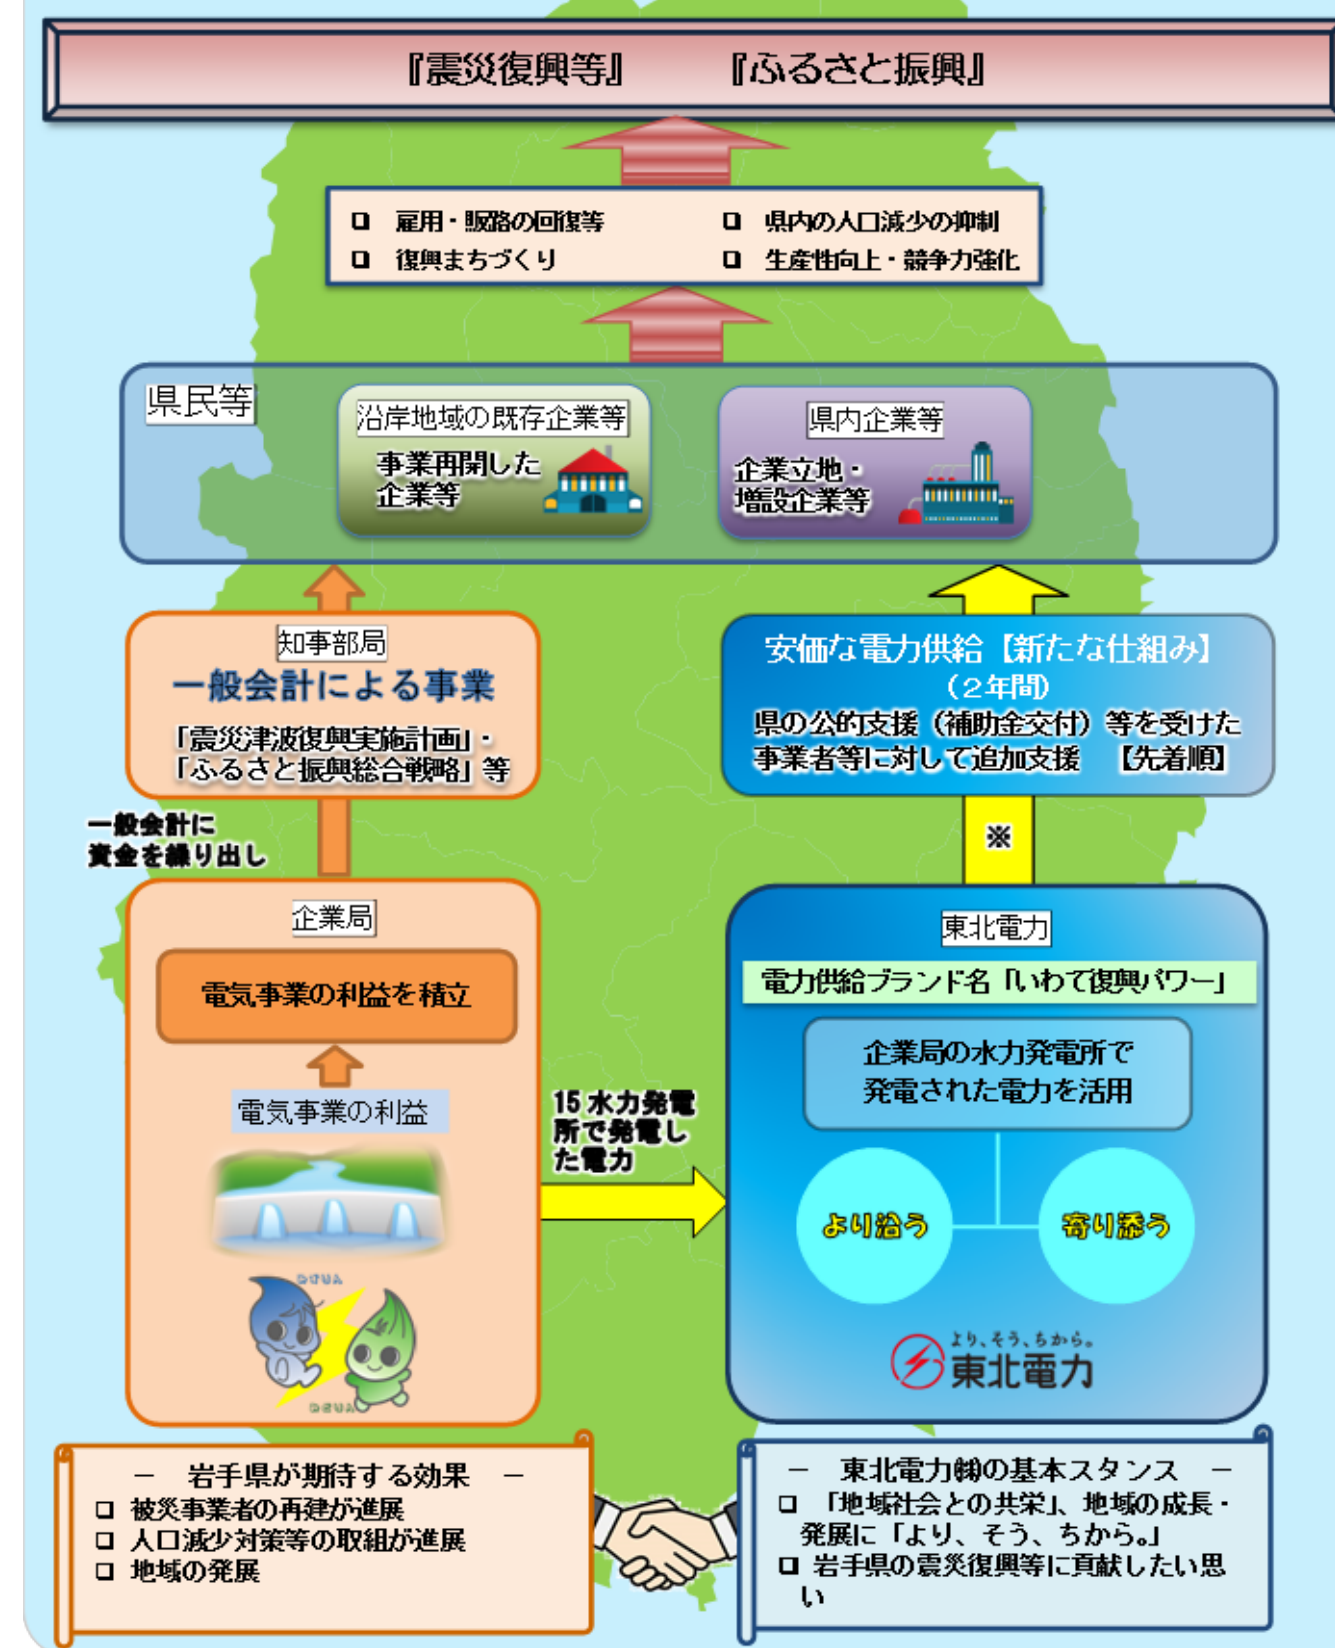 『震災復興等』　『ふるさと振興』
□ 雇用・販路の回復等
□ 復興まちづくり
□ 県内の人口減少の抑制
□ 生産性向上・競争力強化
県民等
沿岸地域の既存企業等
事業再開した
企業等
県内企業等
企業立地・
増設企業等
知事部局
一般会計による事業
「震災津波復興実施計画」・
「ふるさと振興総合戦略」等
安価な電力供給【新たな仕組み】
（２年間）
県の公的支援（補助金交付）等を受けた
事業者等に対して追加支援　【先着順】
一般会計に
資金を繰り出し
※
企業局
電気事業の利益を積立
電気事業の利益
15水力発電
所で発電し
た電力
東北電力
電力供給ブランド名「いわて復興パワー」
企業局の水力発電所で
発電された電力を活用
より沿う
寄り添う
より、そう、ちから。
東北電力
－　岩手県が期待する効果　－
□ 被災事業者の再建が進展
□ 人口減少対策等の取組が進展
□ 地域の発展
－　東北電力㈱の基本スタンス　－
□ 「地域社会との共栄」、地域の成長・
発展に「より、そう、ちから。」
□ 岩手県の震災復興等に貢献したい思
い